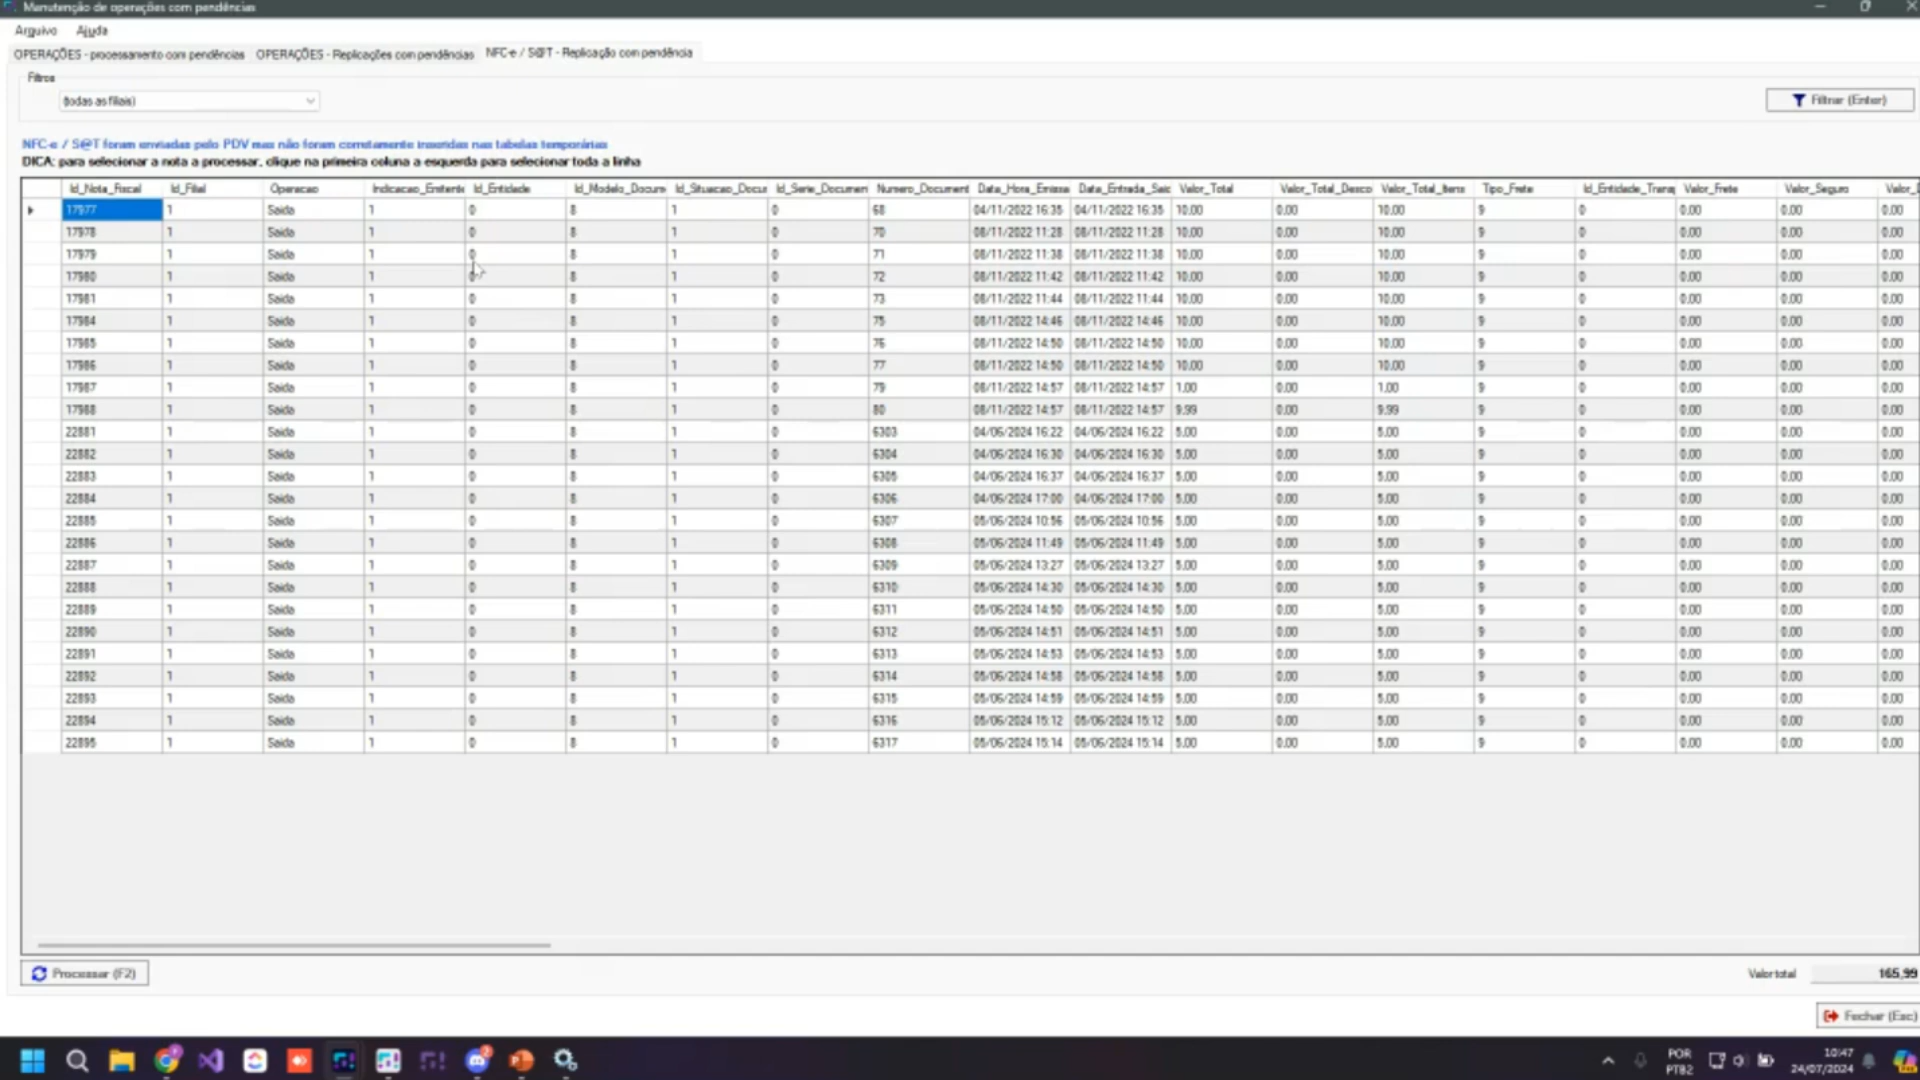 Manutenção de operações com pendências
Arquivo Ajuda
OPERAÇÕES - processamento com pendências OPERAÇÕES - Replicações com pendências NFC-e / S@T - Replicação com pendência
Filtros
(todas as filiais) Filtrar (Enter)
NFC-e / S@T foram enviadas pelo PDV mas não foram corretamente inseridas nas tabelas temporárias
DICA: para selecionar a nota a processar, clique na primeira coluna a esquerda para selecionar toda a linha
Id_Nota_Fiscal Id_Filial Operacao Indicacao_Emitente Id_Entidade Id_Modelo_Docum Id_Situacao_Docu Id_Serie_Documen Numero_Document Data_Hora_Emissa Data_Entrada_Said Valor_Total Valor_Total_Desco Valor_Total_Itens Tipo_Frete Id_Entidade_Transp Valor_Frete Valor_Seguro Valor_D
17977 1 Saida 1 0 8 1 0 68 04/11/2022 16:35 04/11/2022 16:35 10.00 0.00 10.00 9 0 0.00 0.00 0.00
17978 1 Saida 1 0 8 1 0 70 08/11/2022 11:28 08/11/2022 11:28 10.00 0.00 10.00 9 0 0.00 0.00 0.00
17979 1 Saida 1 0 8 1 0 71 08/11/2022 11:38 08/11/2022 11:38 10.00 0.00 10.00 9 0 0.00 0.00 0.00
17980 1 Saida 1 0 8 1 0 72 08/11/2022 11:42 08/11/2022 11:42 10.00 0.00 10.00 9 0 0.00 0.00 0.00
17981 1 Saida 1 0 8 1 0 73 08/11/2022 11:44 08/11/2022 11:44 10.00 0.00 10.00 9 0 0.00 0.00 0.00
17984 1 Saida 1 0 8 1 0 75 08/11/2022 14:46 08/11/2022 14:46 10.00 0.00 10.00 9 0 0.00 0.00 0.00
17985 1 Saida 1 0 8 1 0 76 08/11/2022 14:50 08/11/2022 14:50 10.00 0.00 10.00 9 0 0.00 0.00 0.00
17986 1 Saida 1 0 8 1 0 77 08/11/2022 14:50 08/11/2022 14:50 10.00 0.00 10.00 9 0 0.00 0.00 0.00
17987 1 Saida 1 0 8 1 0 79 08/11/2022 14:57 08/11/2022 14:57 1.00 0.00 1.00 9 0 0.00 0.00 0.00
17988 1 Saida 1 0 8 1 0 80 08/11/2022 14:57 08/11/2022 14:57 9.99 0.00 9.99 9 0 0.00 0.00 0.00
22881 1 Saida 1 0 8 1 0 6303 04/06/2024 16:22 04/06/2024 16:22 5.00 0.00 5.00 9 0 0.00 0.00 0.00
22882 1 Saida 1 0 8 1 0 6304 04/06/2024 16:30 04/06/2024 16:30 5.00 0.00 5.00 9 0 0.00 0.00 0.00
22883 1 Saida 1 0 8 1 0 6305 04/06/2024 16:37 04/06/2024 16:37 5.00 0.00 5.00 9 0 0.00 0.00 0.00
22884 1 Saida 1 0 8 1 0 6306 04/06/2024 17:00 04/06/2024 17:00 5.00 0.00 5.00 9 0 0.00 0.00 0.00
22885 1 Saida 1 0 8 1 0 6307 05/06/2024 10:56 05/06/2024 10:56 5.00 0.00 5.00 9 0 0.00 0.00 0.00
22886 1 Saida 1 0 8 1 0 6308 05/06/2024 11:49 05/06/2024 11:49 5.00 0.00 5.00 9 0 0.00 0.00 0.00
22887 1 Saida 1 0 8 1 0 6309 05/06/2024 13:27 05/06/2024 13:27 5.00 0.00 5.00 9 0 0.00 0.00 0.00
22888 1 Saida 1 0 8 1 0 6310 05/06/2024 14:30 05/06/2024 14:30 5.00 0.00 5.00 9 0 0.00 0.00 0.00
22889 1 Saida 1 0 8 1 0 6311 05/06/2024 14:50 05/06/2024 14:50 5.00 0.00 5.00 9 0 0.00 0.00 0.00
22890 1 Saida 1 0 8 1 0 6312 05/06/2024 14:51 05/06/2024 14:51 5.00 0.00 5.00 9 0 0.00 0.00 0.00
22891 1 Saida 1 0 8 1 0 6313 05/06/2024 14:53 05/06/2024 14:53 5.00 0.00 5.00 9 0 0.00 0.00 0.00
22892 1 Saida 1 0 8 1 0 6314 05/06/2024 14:58 05/06/2024 14:58 5.00 0.00 5.00 9 0 0.00 0.00 0.00
22893 1 Saida 1 0 8 1 0 6315 05/06/2024 14:59 05/06/2024 14:59 5.00 0.00 5.00 9 0 0.00 0.00 0.00
22894 1 Saida 1 0 8 1 0 6316 05/06/2024 15:12 05/06/2024 15:12 5.00 0.00 5.00 9 0 0.00 0.00 0.00
22895 1 Saida 1 0 8 1 0 6317 05/06/2024 15:14 05/06/2024 15:14 5.00 0.00 5.00 9 0 0.00 0.00 0.00
Processar (F2) Valor total 165,99
Fechar (Esc)
POR 10:47
PTB2 24/07/2024